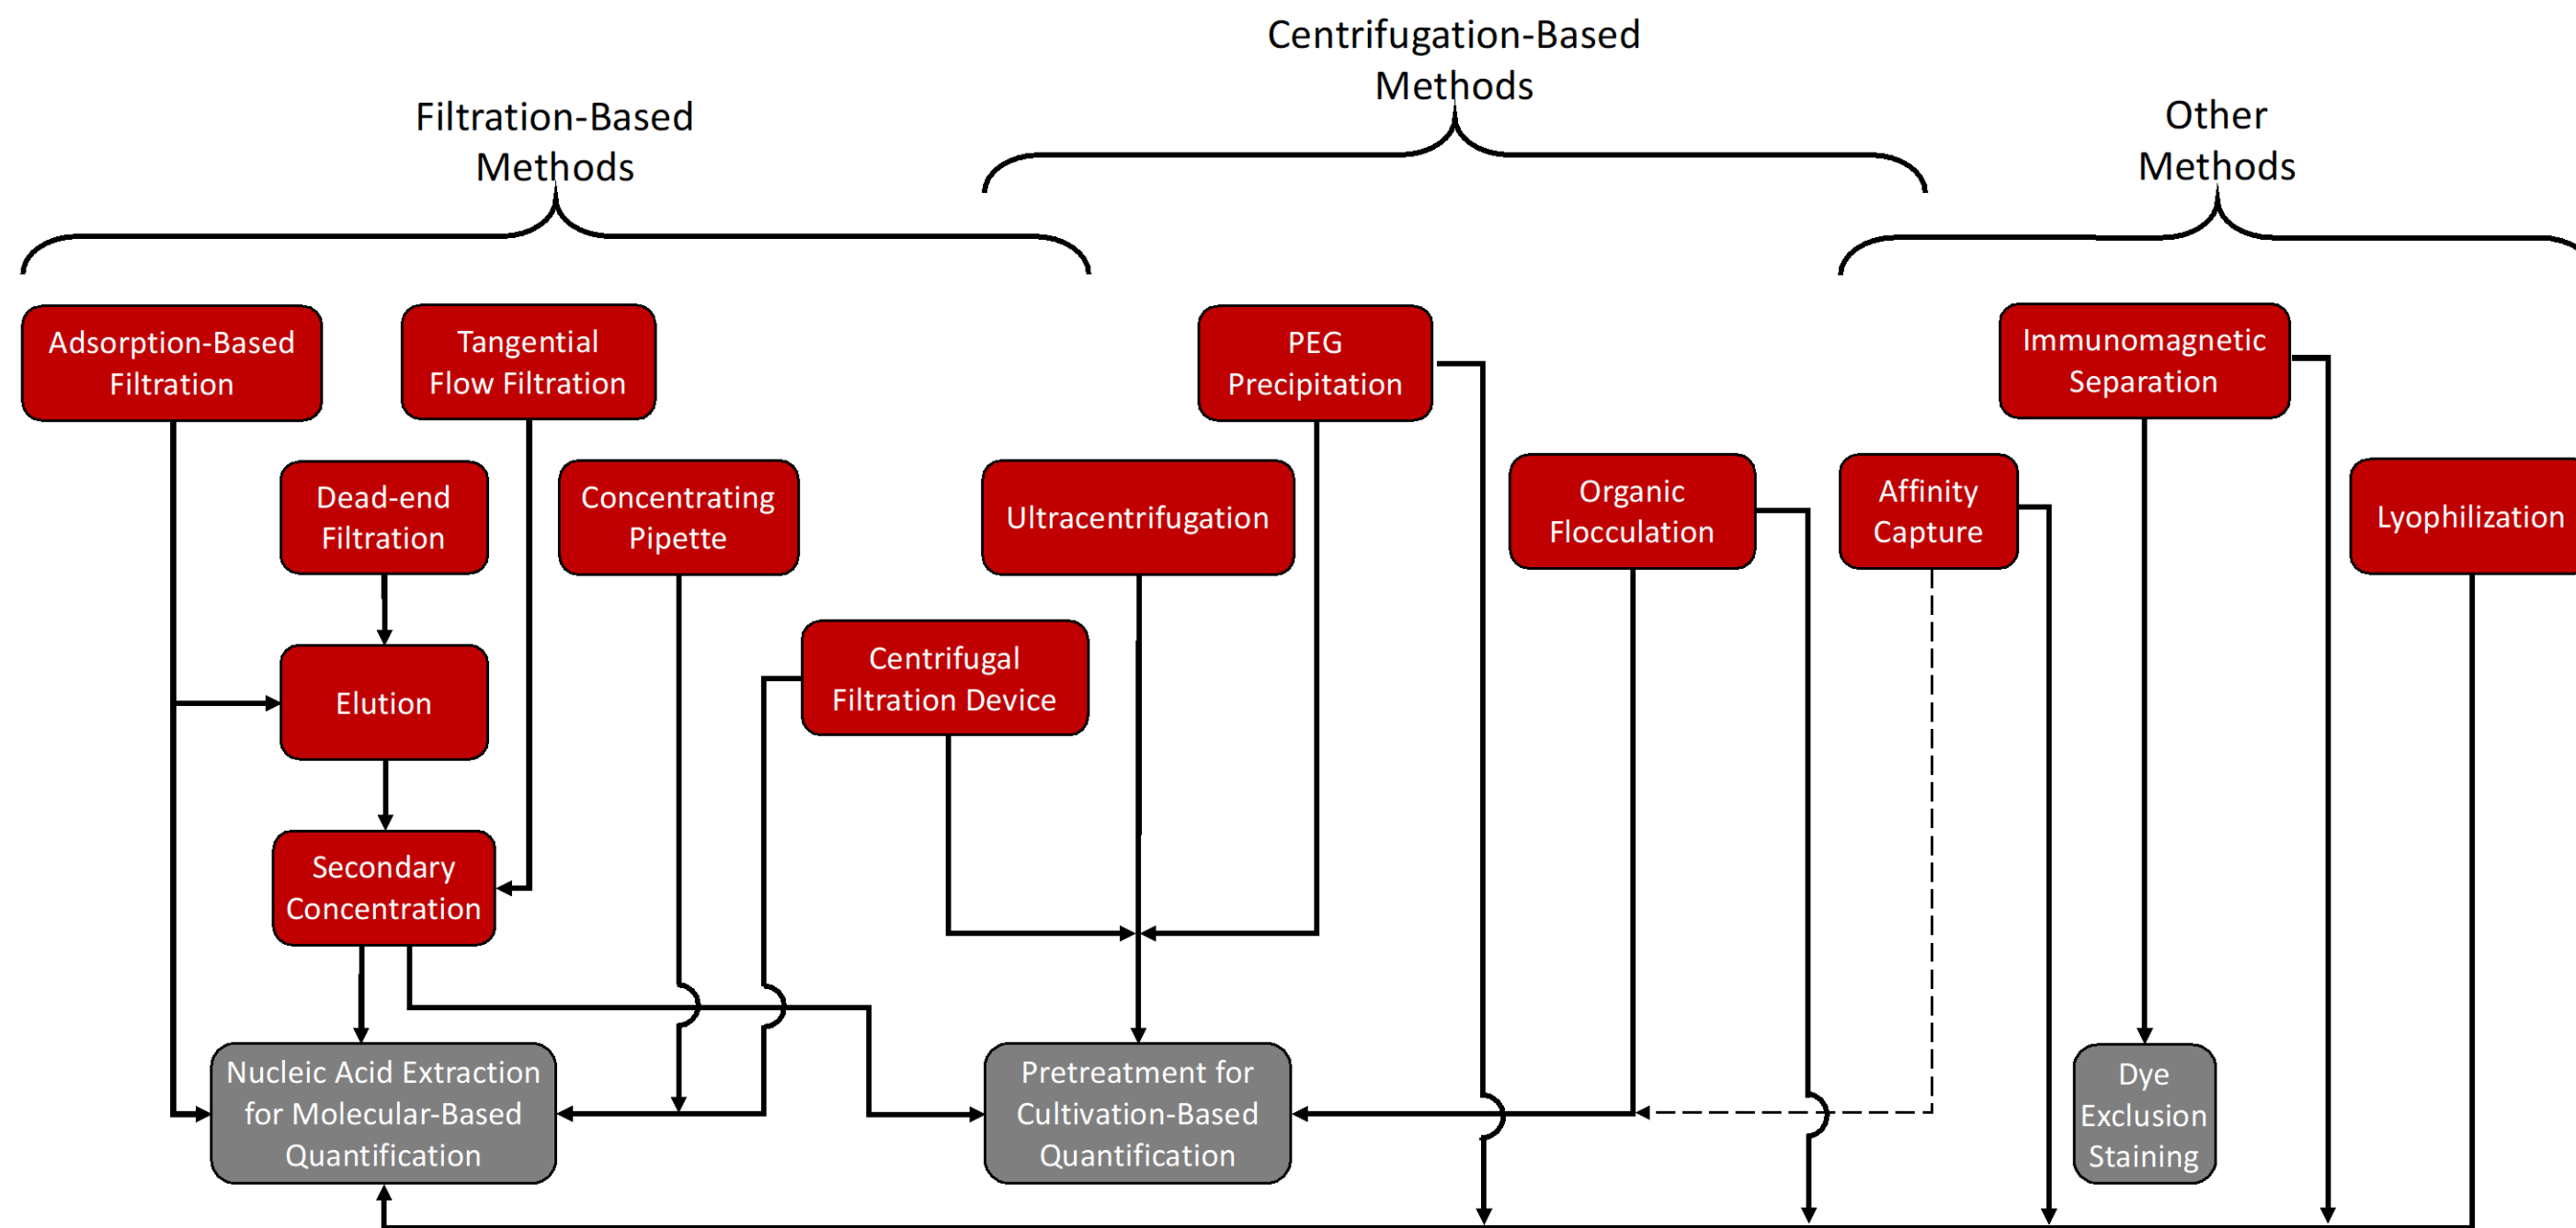 Centrifugation-Based
Methods
Filtration-Based
Methods
Other
Methods
Adsorption-Based
Filtration
Tangential
Flow Filtration
PEG
Precipitation
Immunomagnetic
Separation
Dead-end
Filtration
Concentrating
Pipette
Ultracentrifugation
Organic
Flocculation
Affinity
Capture
Lyophilization
Elution
Centrifugal
Filtration Device
Secondary
Concentration
Nucleic Acid Extraction
for Molecular-Based
Quantification
Pretreatment for
Cultivation-Based
Quantification
Dye
Exclusion
Staining